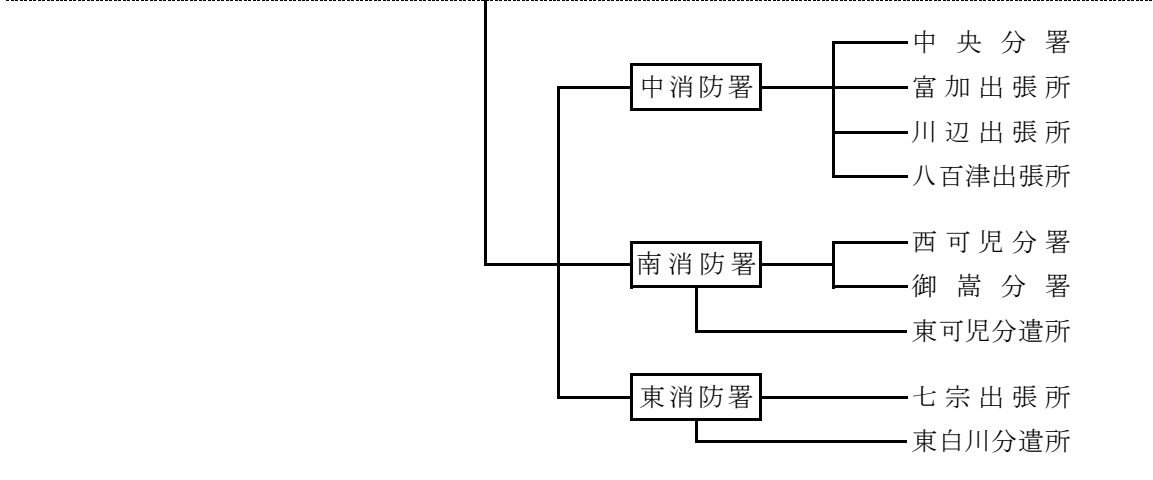 中央分署
中消防署
富加出張所
川辺出張所
八百津出張所
西可児分署
南消防署
御嵩分署
東可児分遣所
東消防署
七宗出張所
東白川分遣所